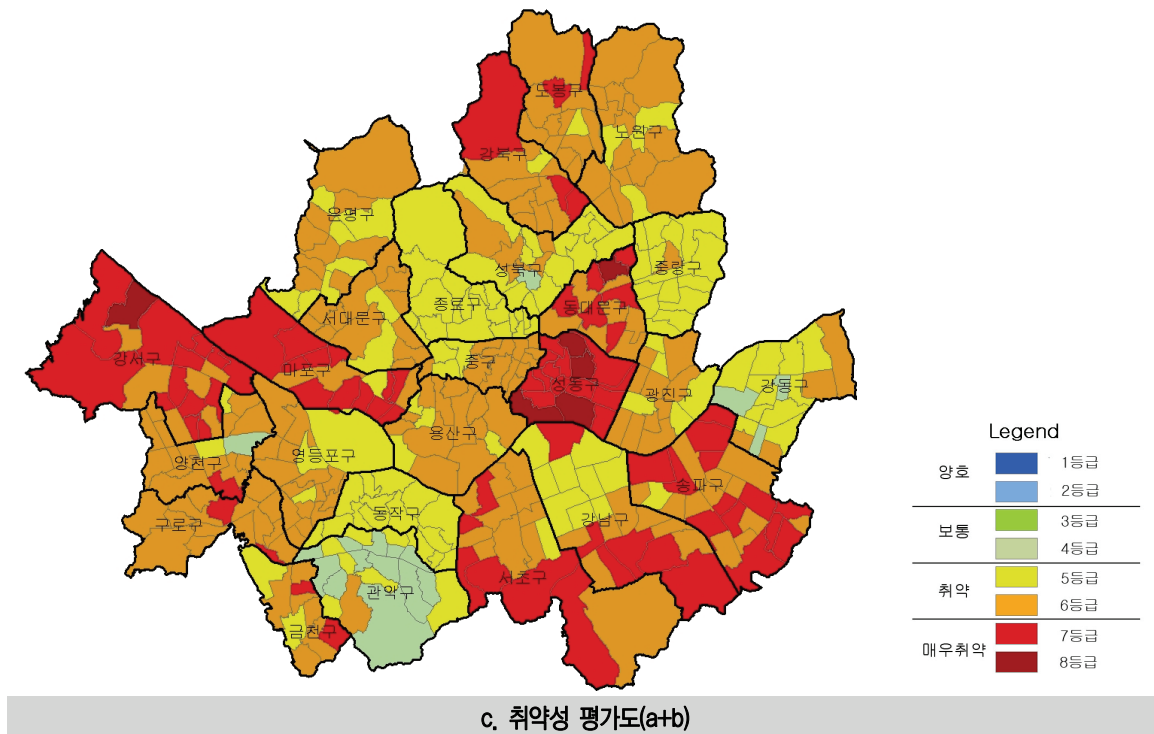 도봉구
노원구
강북구
은평구
성북구
중랑구
종로구
동대문구
서대문구
강서구
중구
마포구
성동구
강동구
광진구
용산구
영등포구
양천구
송파구
동작구
강남구
구로구
서초구
관악구
금천구
Legend
양호
1등급
2등급
보통
3등급
4등급
취약
5등급
6등급
매우취약
7등급
8등급
c. 취약성 평가도(a+b)